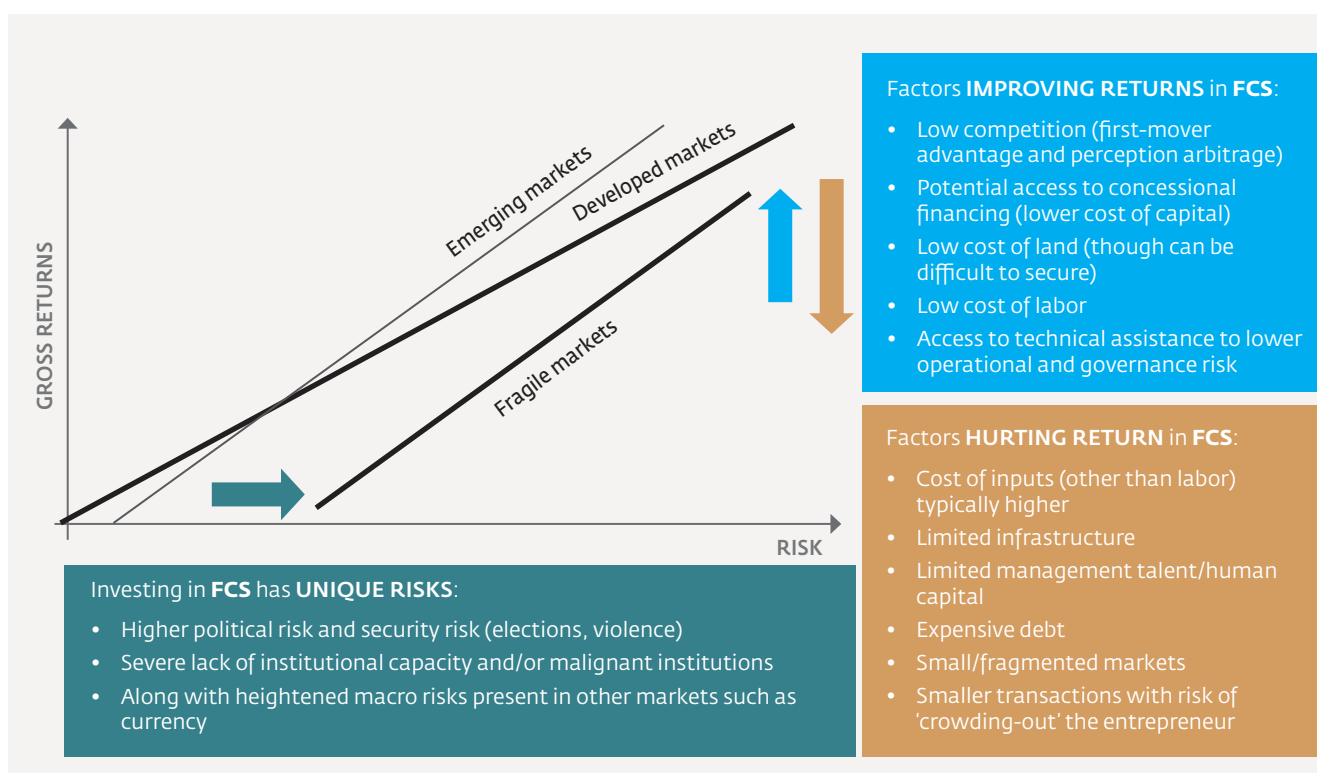 GROSS RETURNS
Emerging markets
Developed markets
Fragile markets
RISK
Factors IMPROVING RETURNS in FCS:
• Low competition (first-mover
advantage and perception arbitrage)
• Potential access to concessional
financing (lower cost of capital)
• Low cost of land (though can be
difficult to secure)
• Low cost of labor
• Access to technical assistance to lower
operational and governance risk
Factors HURTING RETURN in FCS:
• Cost of inputs (other than labor)
typically higher
• Limited infrastructure
• Limited management talent/human
capital
• Expensive debt
• Small/fragmented markets
• Smaller transactions with risk of
‘crowding-out’ the entrepreneur
Investing in FCS has UNIQUE RISKS:
• Higher political risk and security risk (elections, violence)
• Severe lack of institutional capacity and/or malignant institutions
• Along with heightened macro risks present in other markets such as
currency